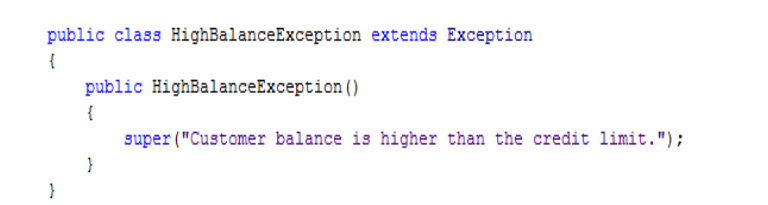 public class HighBalanceException extends Exception
{
    public HighBalanceException()
    {
        super("Customer balance is higher than the credit limit.");
    }
}